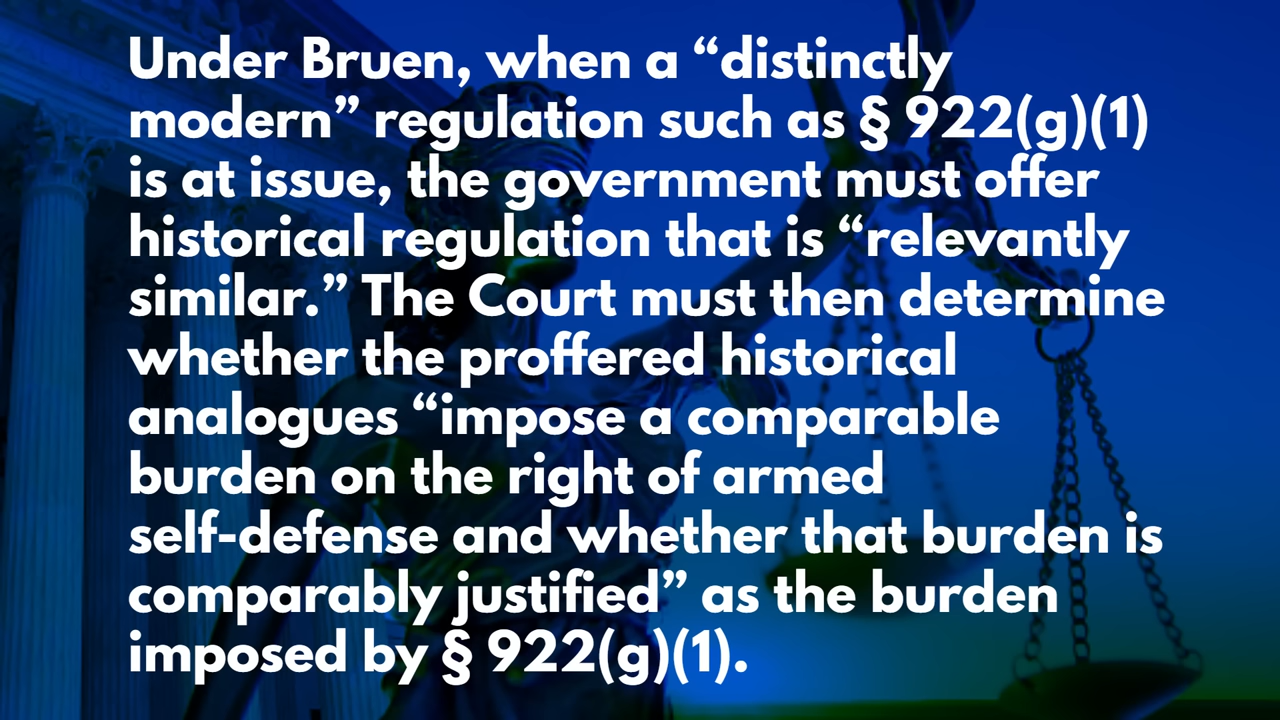 Under Bruen, when a “distinctly
modern” regulation such as § 922(g)(1)
is at issue, the government must offer
historical regulation that is “relevantly
similar.” The Court must then determine
whether the proffered historical
analogues “impose a comparable
burden on the right of armed
self-defense and whether that burden is
comparably justified” as the burden
imposed by § 922(g)(1).